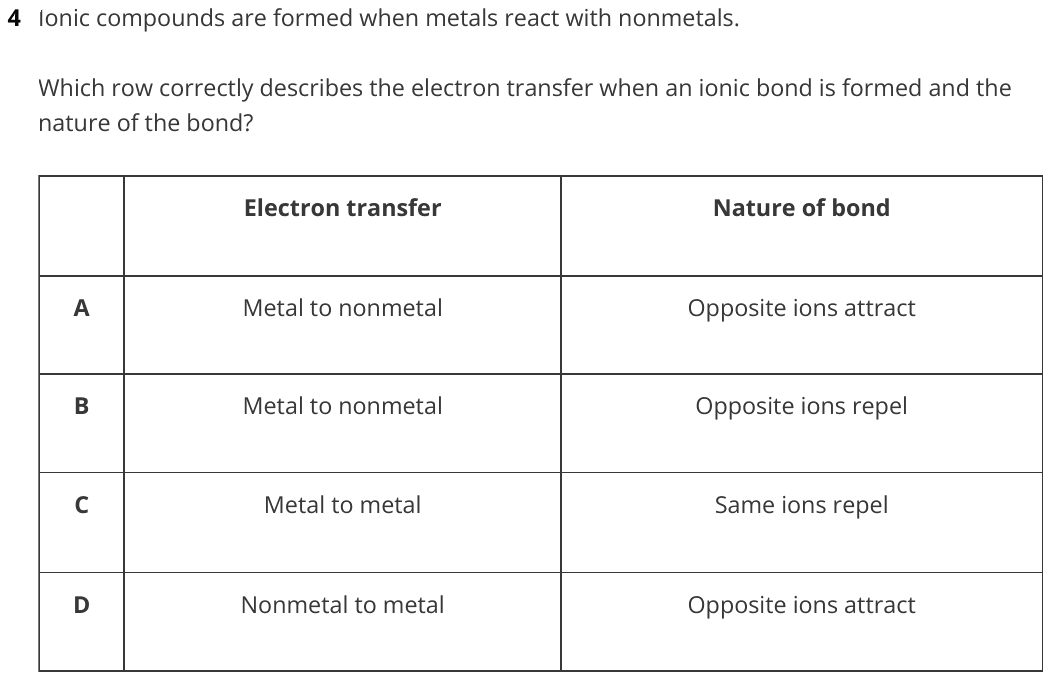 4 Ionic compounds are formed when metals react with nonmetals.
Which row correctly describes the electron transfer when an ionic bond is formed and the
nature of the bond?
Electron transfer Nature of bond
A Metal to nonmetal Opposite ions attract
B Metal to nonmetal Opposite ions repel
C Metal to metal Same ions repel
D Nonmetal to metal Opposite ions attract